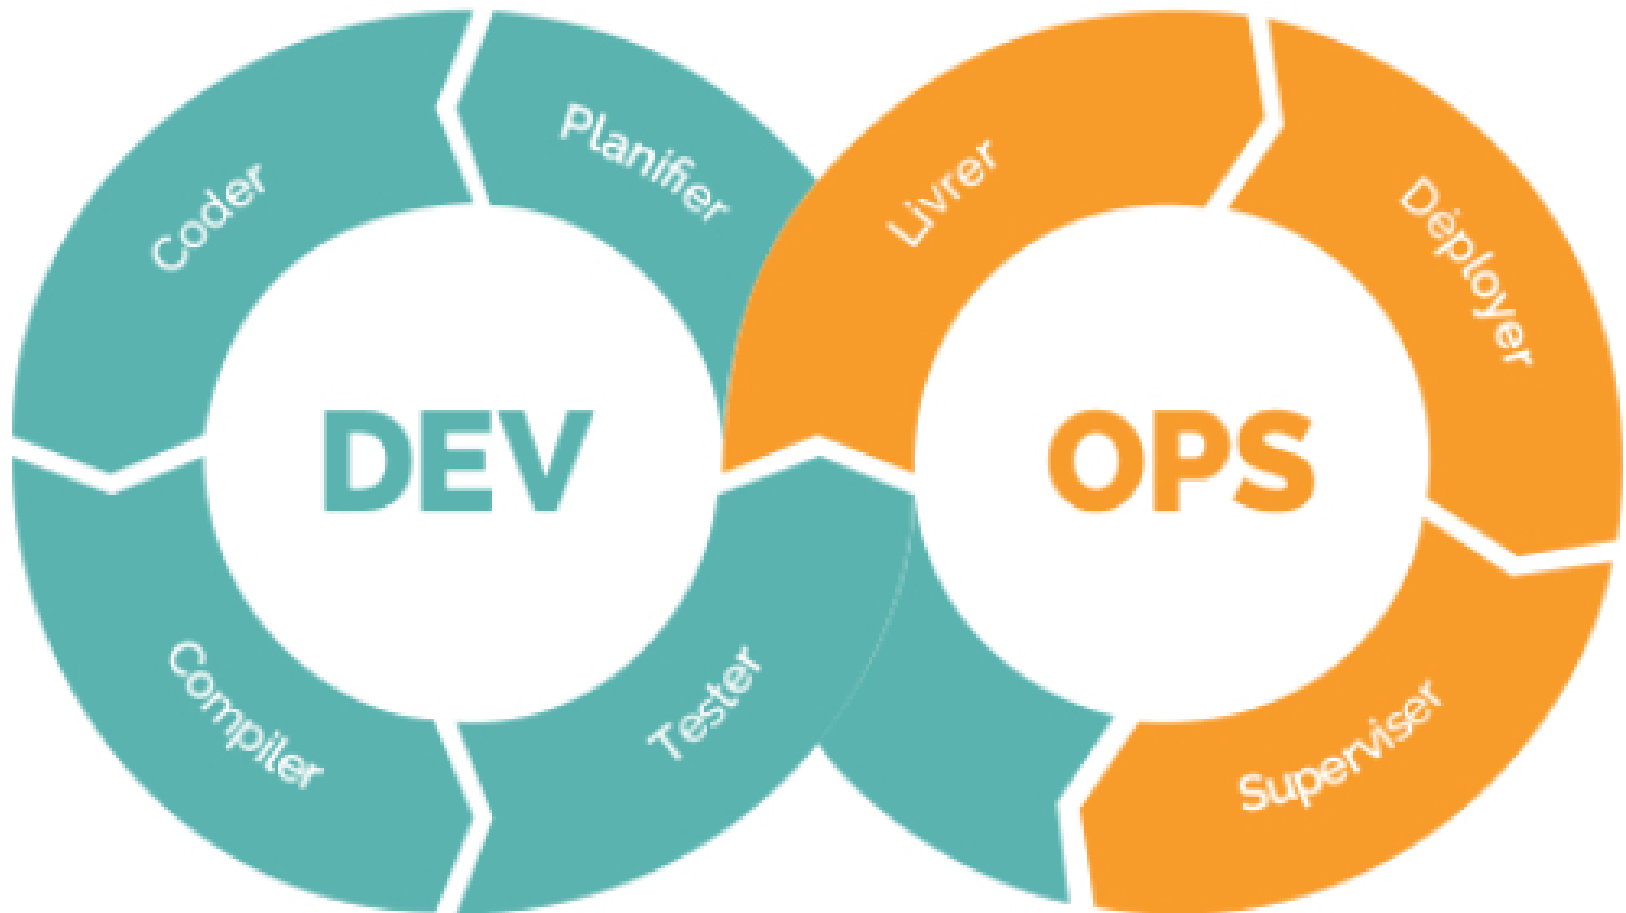 Planifier
Coder
Compiler
Tester
DEV
Livrer
Déployer
Superviser
OPS